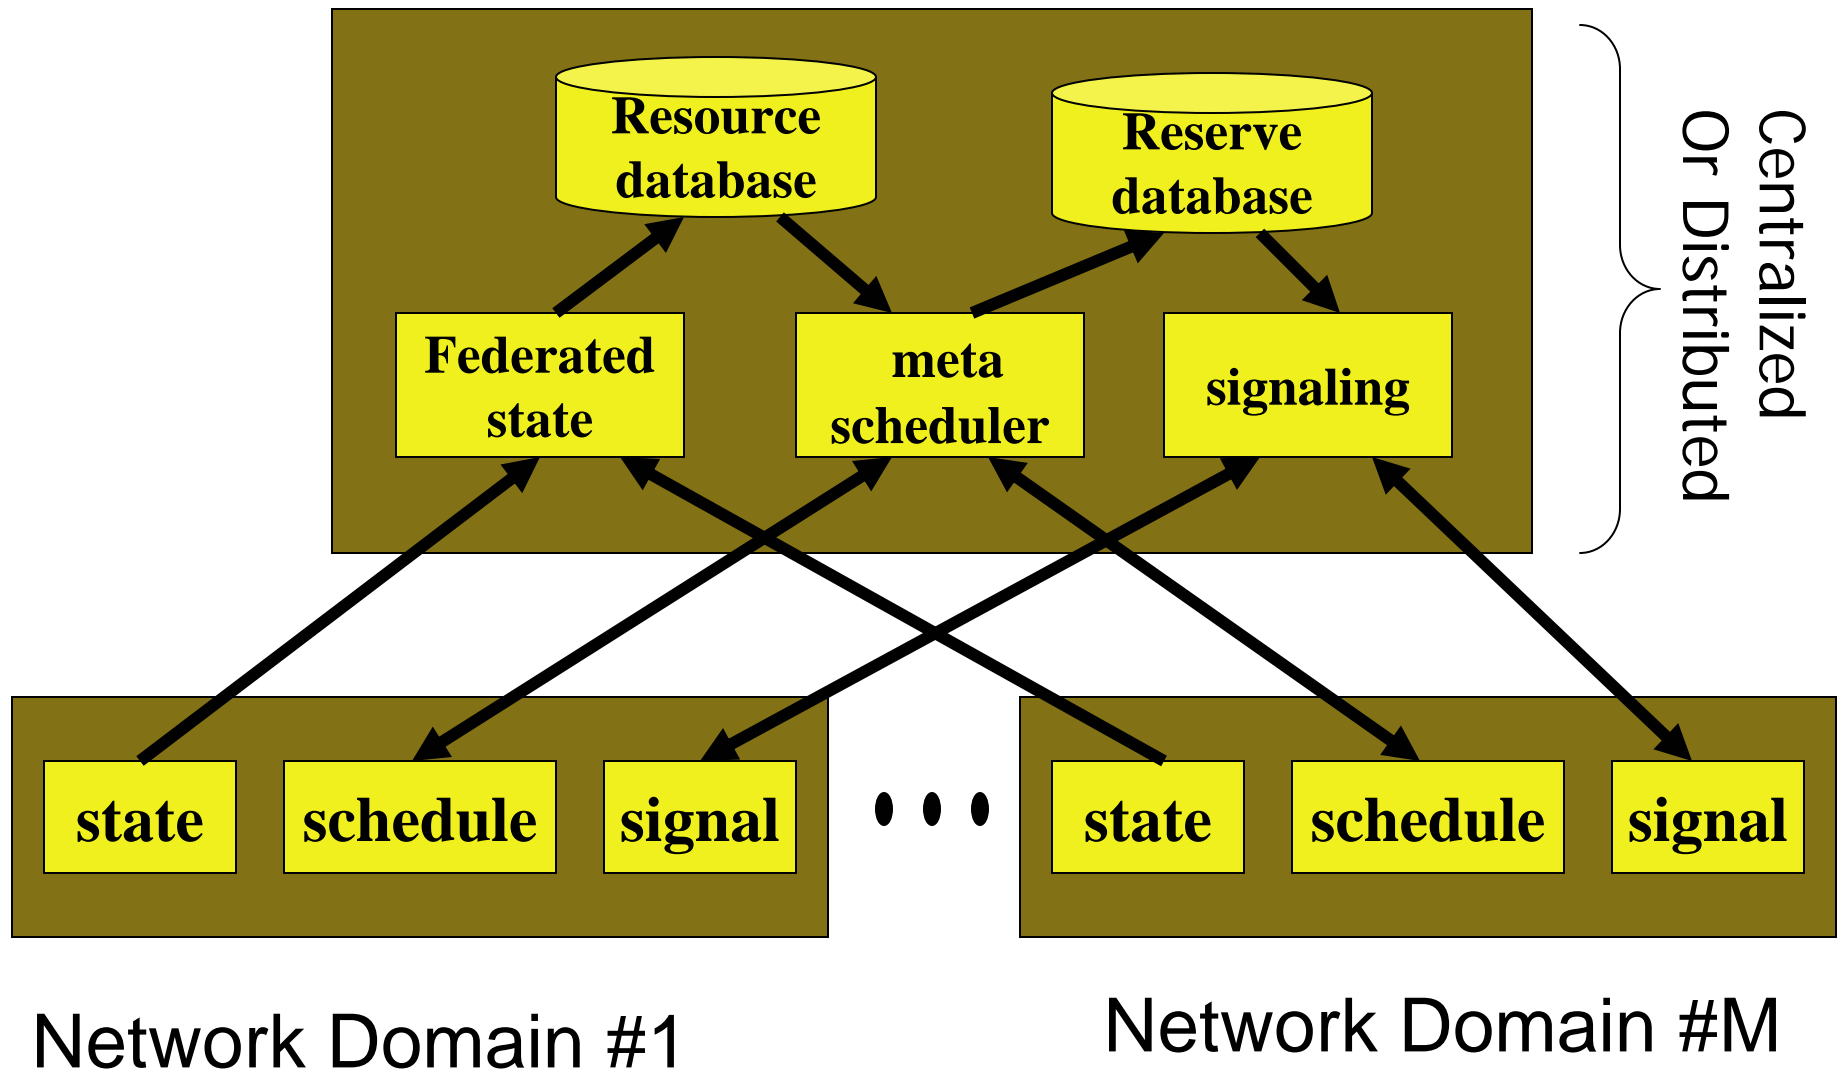 Resource
database
Reserve
database
Federated
state
meta
scheduler
signaling
Centralized
Or Distributed
state
schedule
signal
state
schedule
signal
Network Domain #1
Network Domain #M